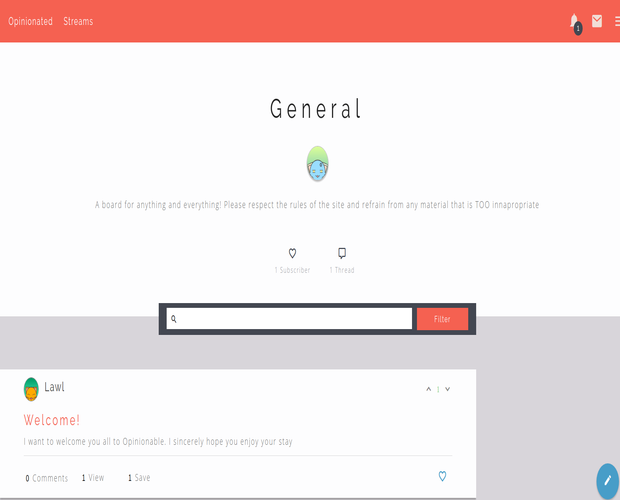 Opinionated Streams
1
General
A board for anything and everything! Please respect the rules of the site and refrain from any material that is TOO innapropriate
1 Subscriber 1 Thread
Filter
Lawl
1
Welcome!
I want to welcome you all to Opinionable. I sincerely hope you enjoy your stay
0 Comments 1 View 1 Save